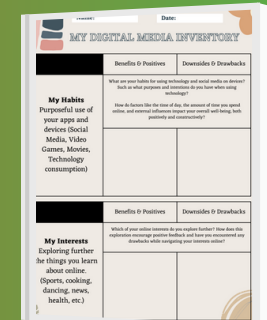 Name: Date:
MY DIGITAL MEDIA INVENTORY
Benefits & Positives Downsides & Drawbacks
My Habits
Purposeful use of
your apps and
devices (Social
Media, Video
Games, Movies,
Technology
consumption)
What are your habits for using technology and social media on devices?
Such as what purposes and intentions do you have when using
technology?
How do factors like the time of day, the amount of time you spend
online, and external influences impact your overall well-being, both
positively and constructively?
Benefits & Positives Downsides & Drawbacks
My Interests
Exploring further
the things you learn
about online.
(Sports, cooking,
dancing, news,
health, etc.)
Which of your online interests do you explore further? How does this
exploration encourage positive feedback and have you encountered any
drawbacks while navigating your interests online?